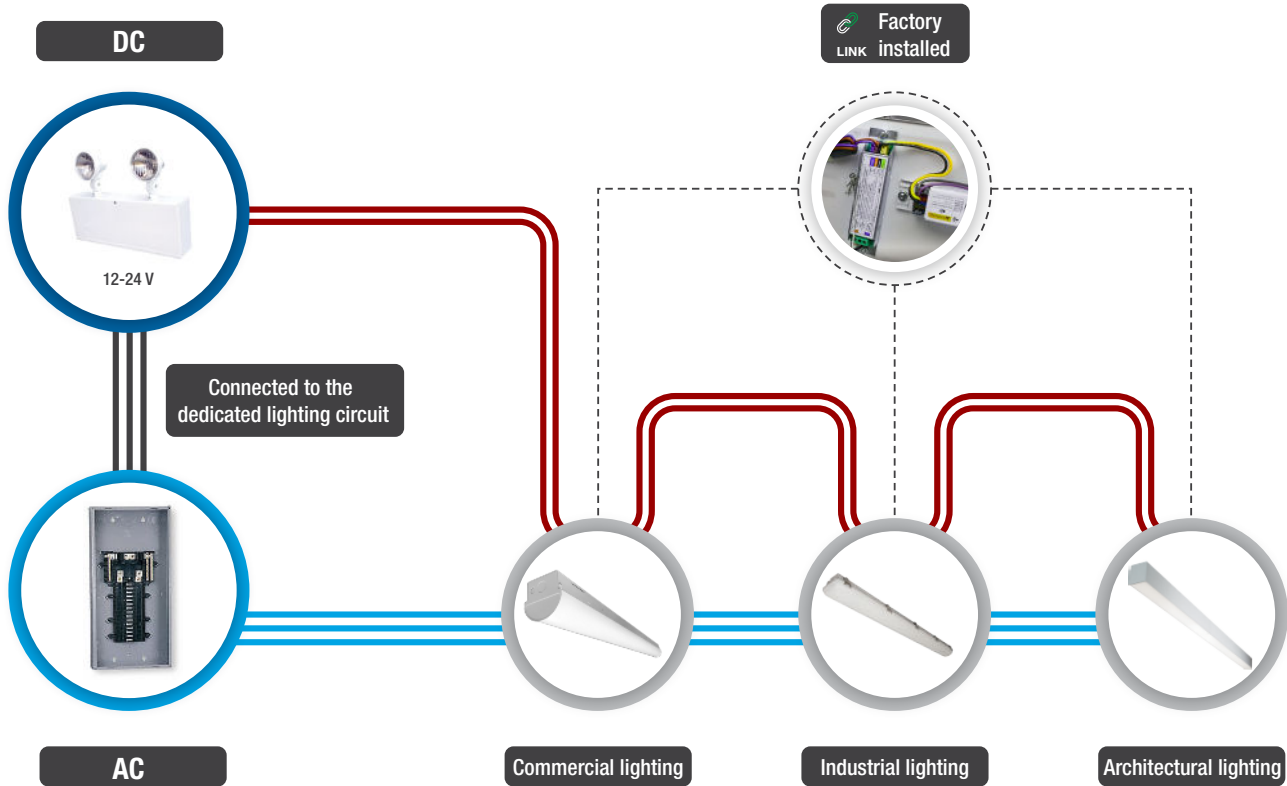 DC
LINK
Factory
installed
12-24 V
Connected to the
dedicated lighting circuit
AC
Commercial lighting
Industrial lighting
Architectural lighting